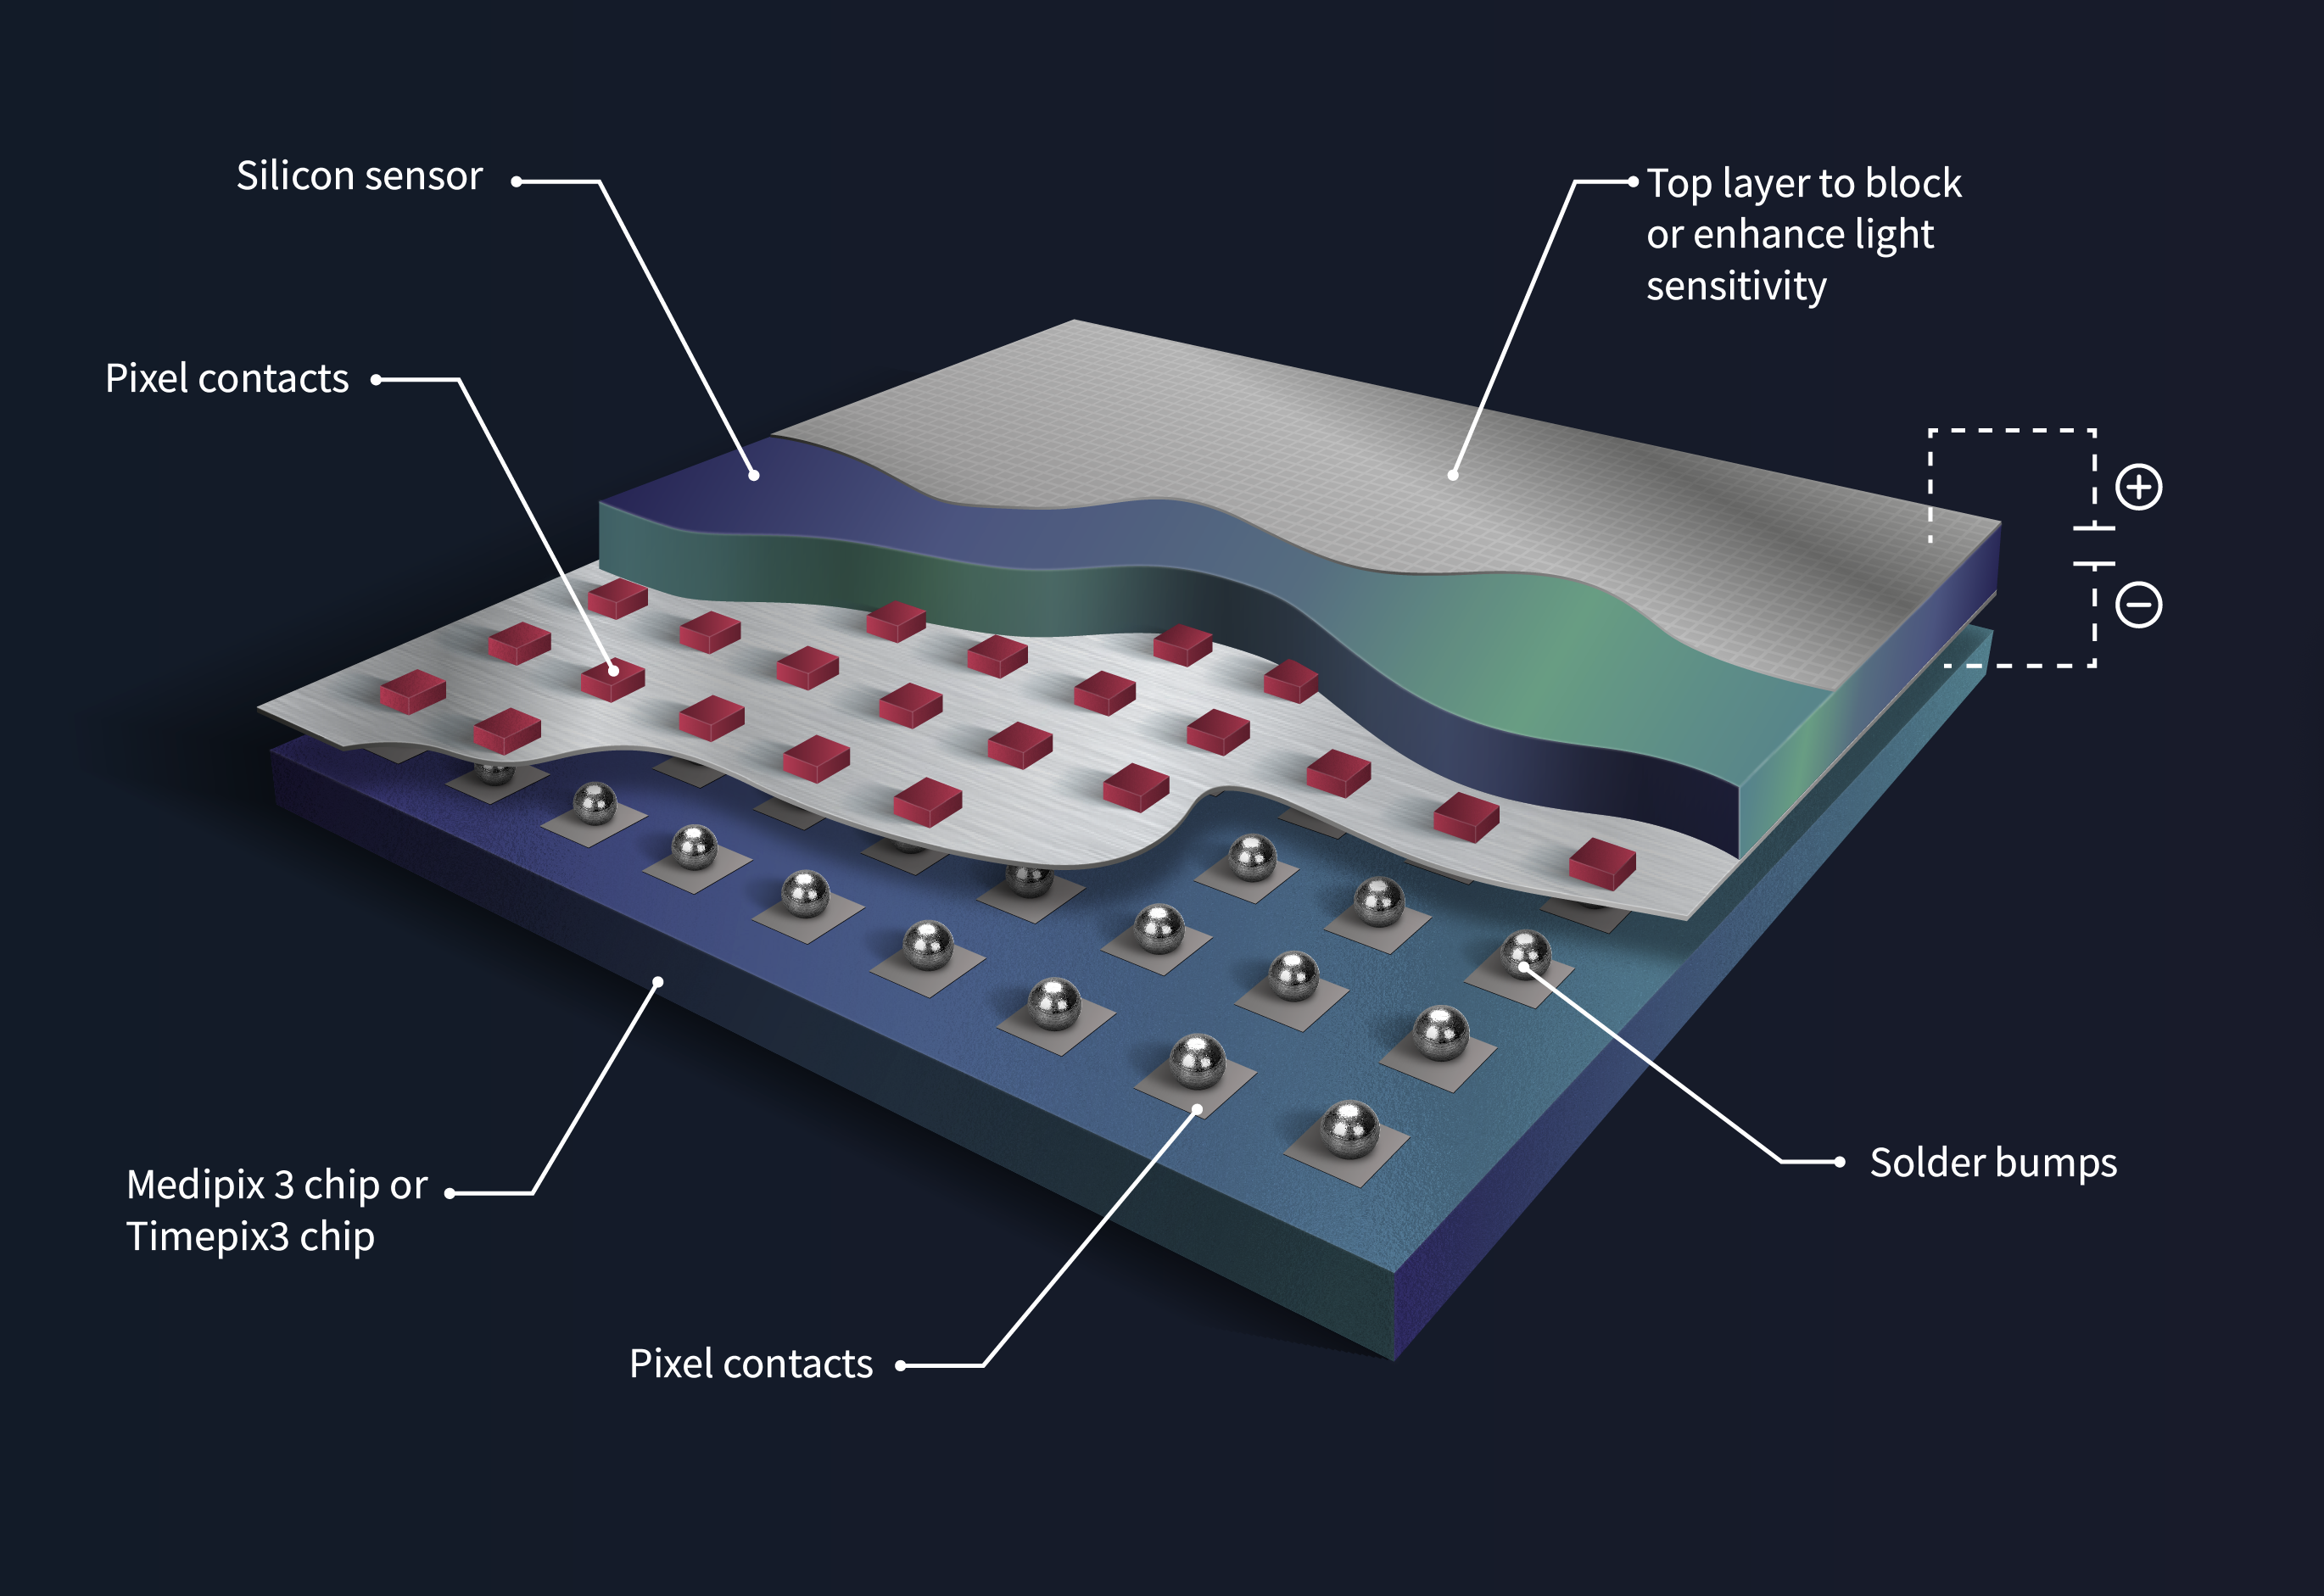 Silicon sensor
Top layer to block
or enhance light
sensitivity
Pixel contacts
+
−
Medipix 3 chip or
Timepix3 chip
Solder bumps
Pixel contacts